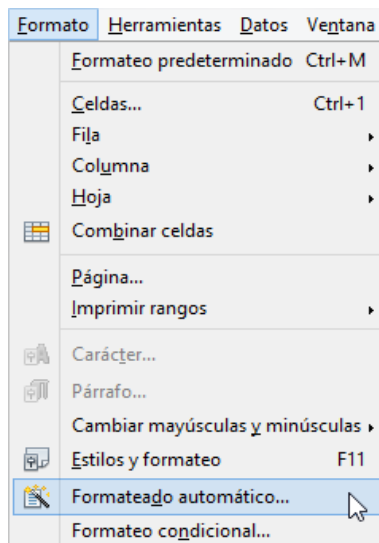 Formato Herramientas Datos Ventana
Formateo predeterminado Ctrl+M
Celdas... Ctrl+1
Fila
Columna
Hoja
Combinar celdas
Página...
Imprimir rangos
Carácter...
Párrafo...
Cambiar mayúsculas y minúsculas
Estilos y formateo F11
Formateado automático...
Formateo condicional...